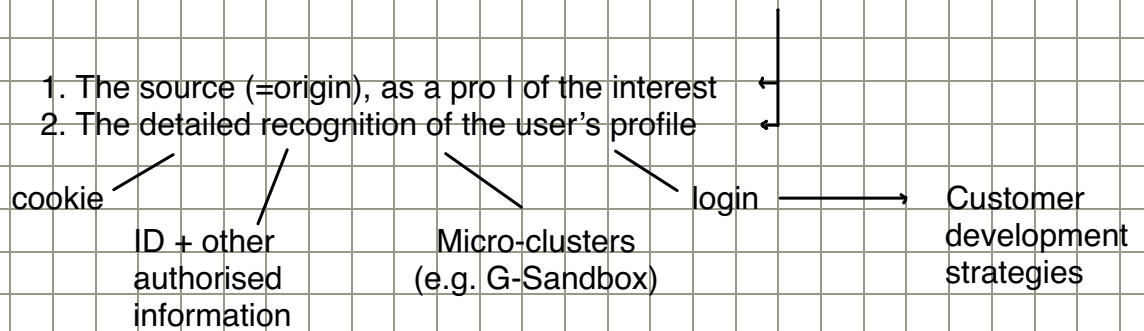 1. The source (=origin), as a pro I of the interest
2. The detailed recognition of the user’s profile
cookie
login
Customer
development
strategies
ID + other
authorised
information
Micro-clusters
(e.g. G-Sandbox)